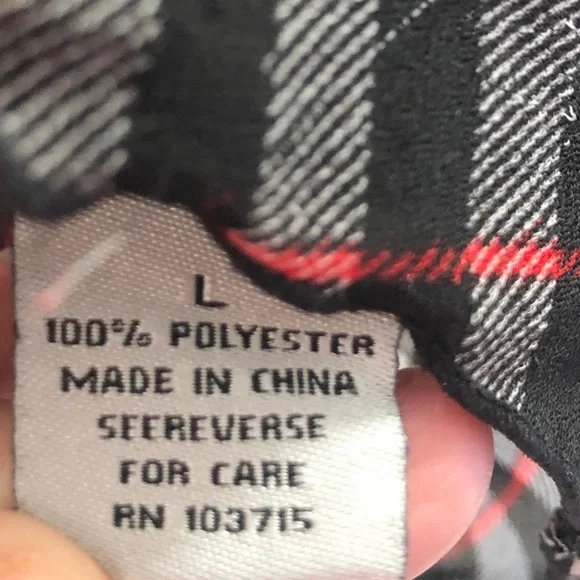 L
100% POLYESTER
MADE IN CHINA
SEEREVERSE
FOR CARE
RN 103715